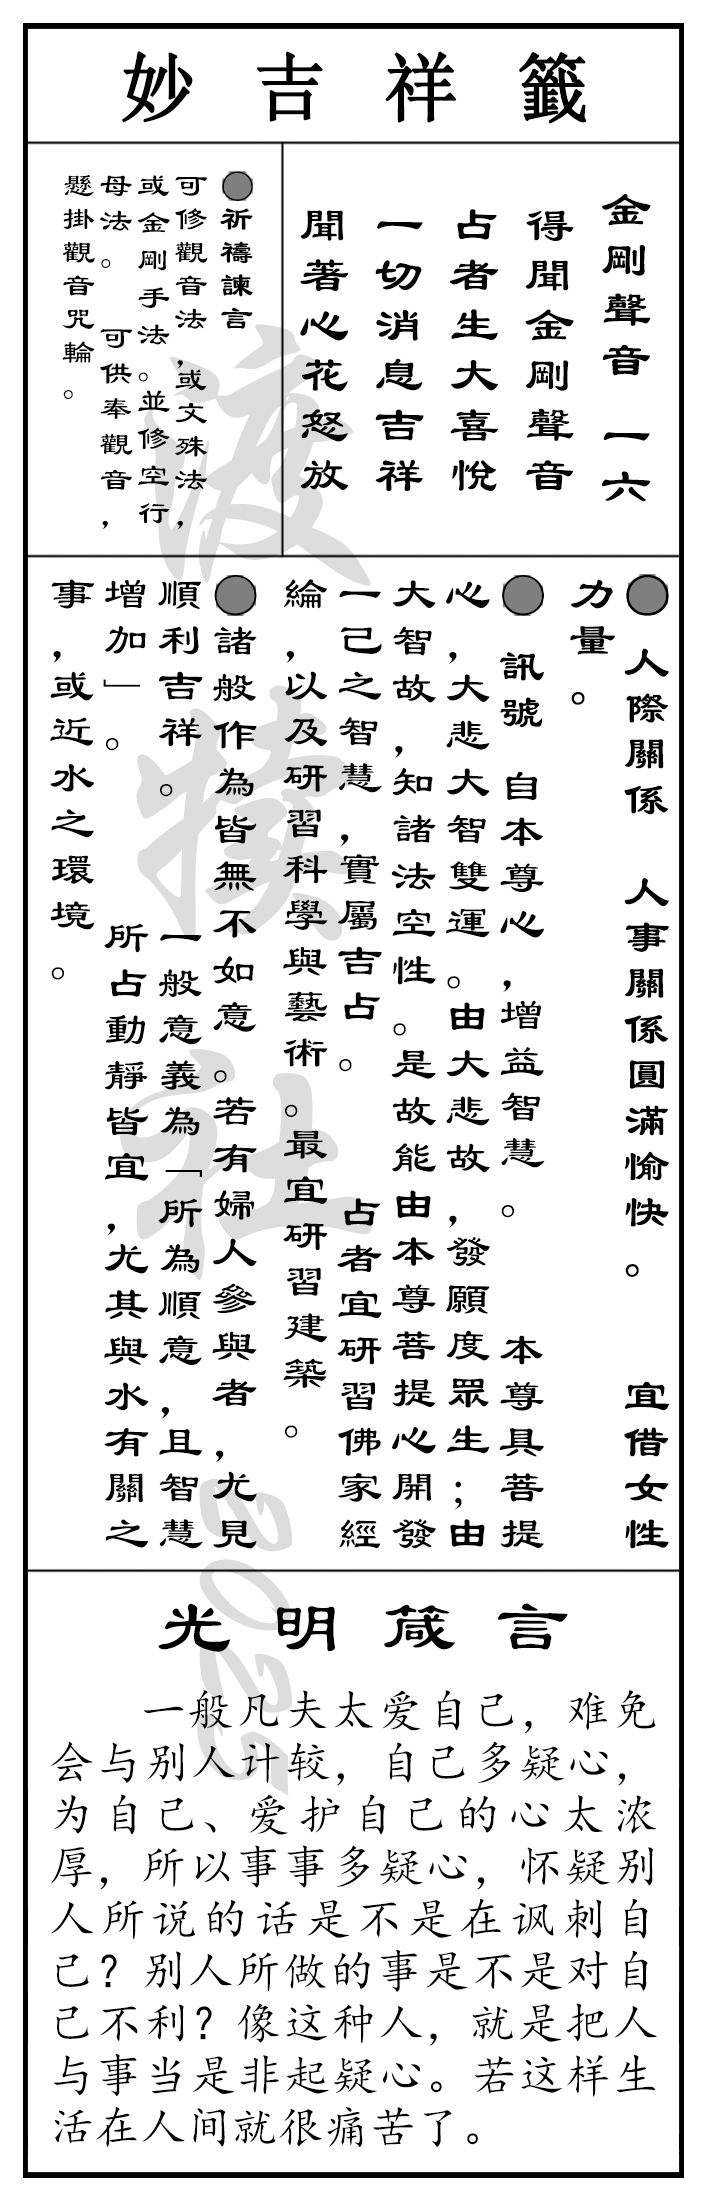 妙吉祥籤
金剛聲音 一六
得聞金剛聲音
占者生大喜悅
一切消息吉祥
聞著心花怒放
●祈禱諫言
可修觀音法,或文殊法,
或金剛手法。並修空行
母法。 可供奉觀音,
懸掛觀音咒輪。
● 人際關係 人事關係圓滿愉快。 宜借女性
力量。
● 訊號 自本尊心,增益智慧。 本尊具菩提
心,大悲大智雙運。由大悲故,發願度眾生;由
大智故,知諸法空性。是故能由本尊菩提心開發
一己之智慧,實屬吉占。 占者宜研習佛家經
綸,以及研習科學與藝術。最宜研習建築。
●諸般作為皆無不如意。若有婦人參與者,尤見
順利吉祥。 一般意義為「所為順意,且智慧
增加」。 所占動靜皆宜,尤其與水有關之
事,或近水之環境。
光明箴言
一般凡夫太爱自己，难免
会与别人计较，自己多疑心，
为自己、爱护自己的心太浓
厚，所以事事多疑心，怀疑别
人所说的话是不是在讽刺自
己？别人所做的事是不是对自
己不利？像这种人，就是把人
与事当是非起疑心。若这样生
活在人间就很痛苦了。
渡犊社